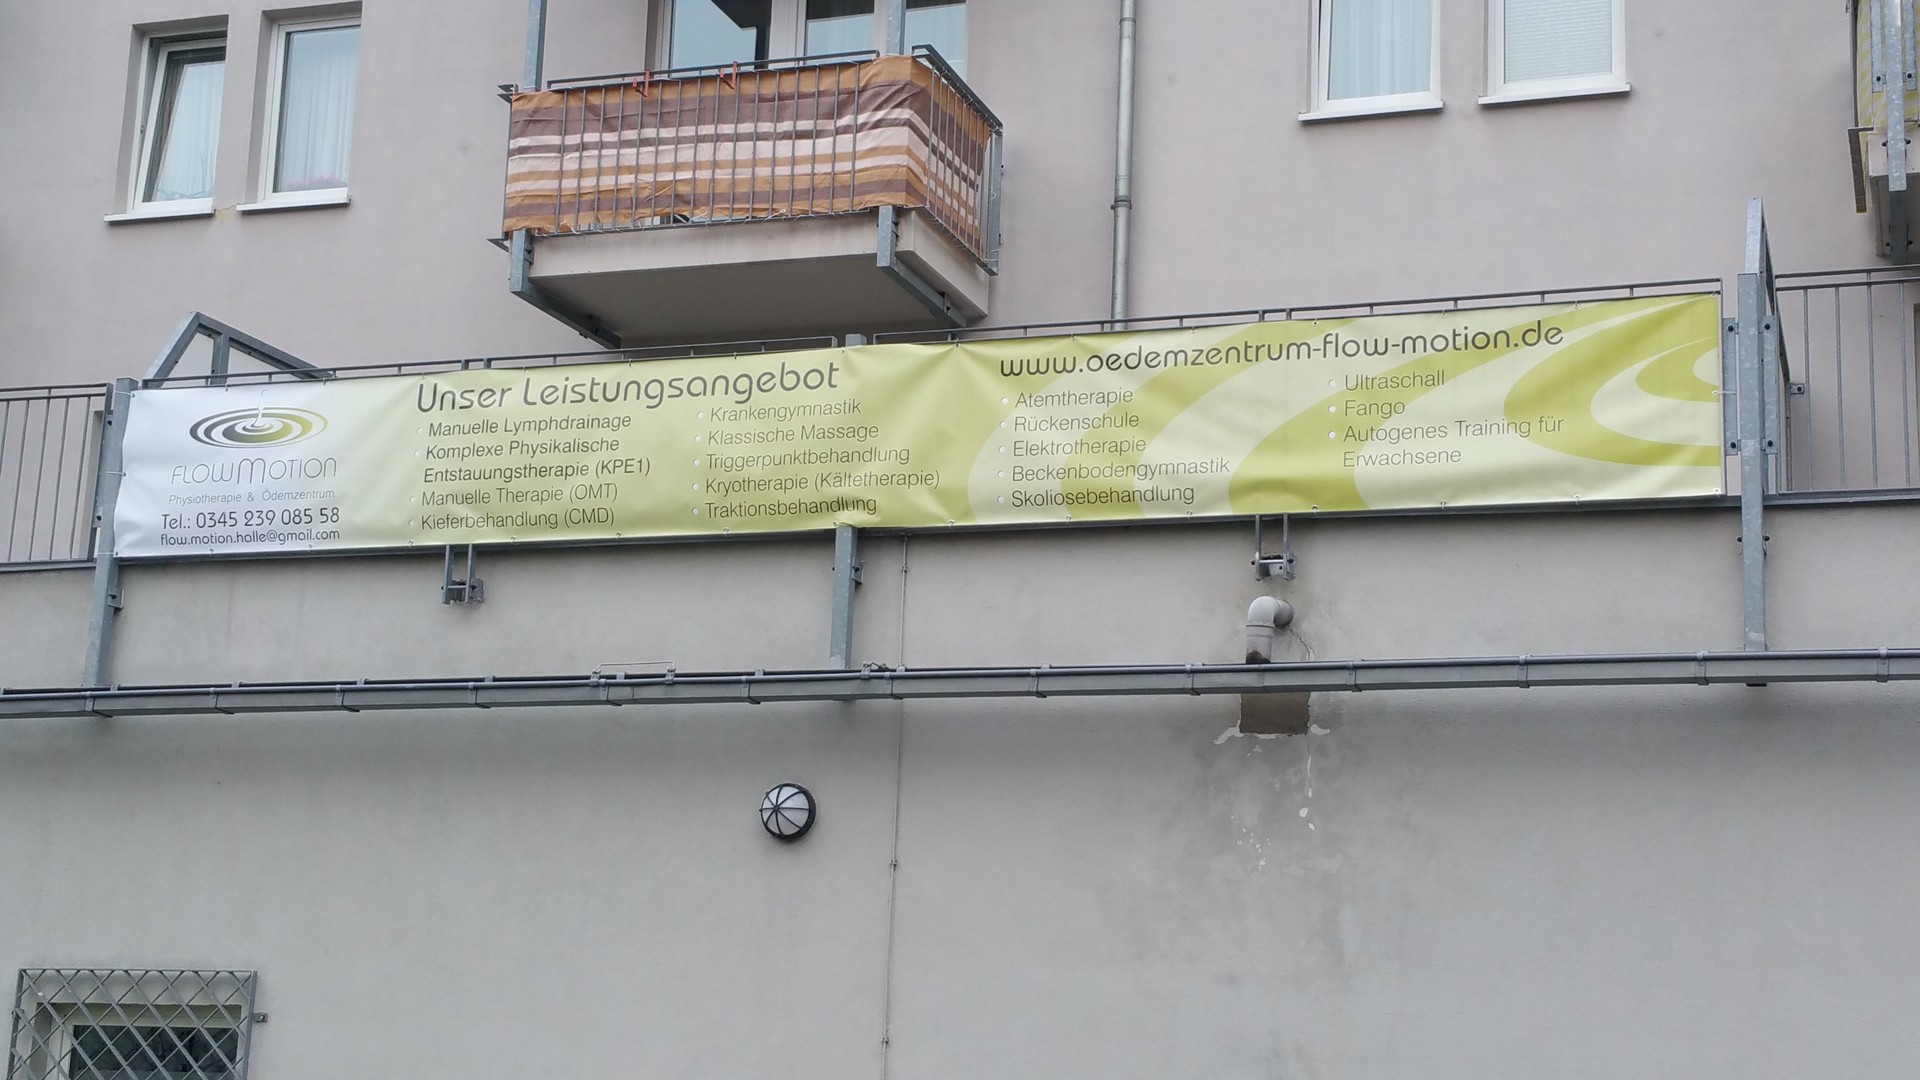 FLOWMOTION
Physiotherapie & Ödemzentrum
Tel.: 0345 239 085 58
flow.motion.halle@gmail.com
Unser Leistungsangebot
Manuelle Lymphdrainage
Komplexe Physikalische
Entstauungstherapie (KPE1)
Manuelle Therapie (OMT)
Kieferbehandlung (CMD)
Krankengymnastik
Klassische Massage
Triggerpunktbehandlung
Kryotherapie (Kältetherapie)
Traktionsbehandlung
www.oedemzentrum-flow-motion.de
Atemtherapie
Rückenschule
Elektrotherapie
Beckenbodengymnastik
Skoliosebehandlung
Ultraschall
Fango
Autogenes Training für
Erwachsene